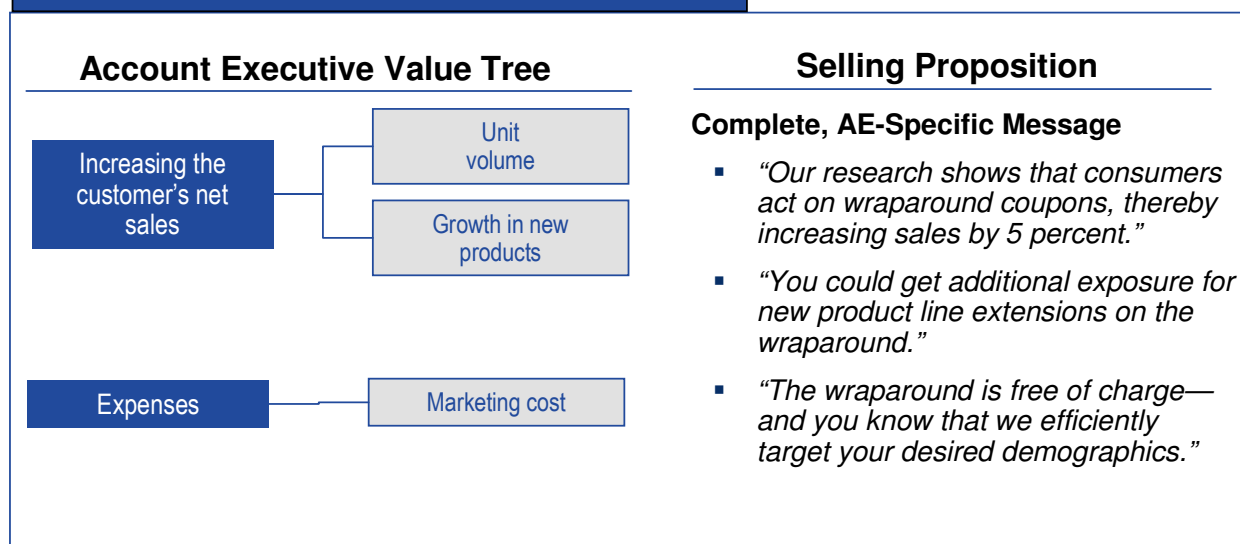 Account Executive Value Tree
Increasing the
customer's net
sales
Unit
volume
Growth in new
products
Expenses
Marketing cost
Selling Proposition
Complete, AE-Specific Message
▪ “Our research shows that consumers
act on wraparound coupons, thereby
increasing sales by 5 percent.”
▪ “You could get additional exposure for
new product line extensions on the
wraparound.”
▪ “The wraparound is free of charge—
and you know that we efficiently
target your desired demographics.”